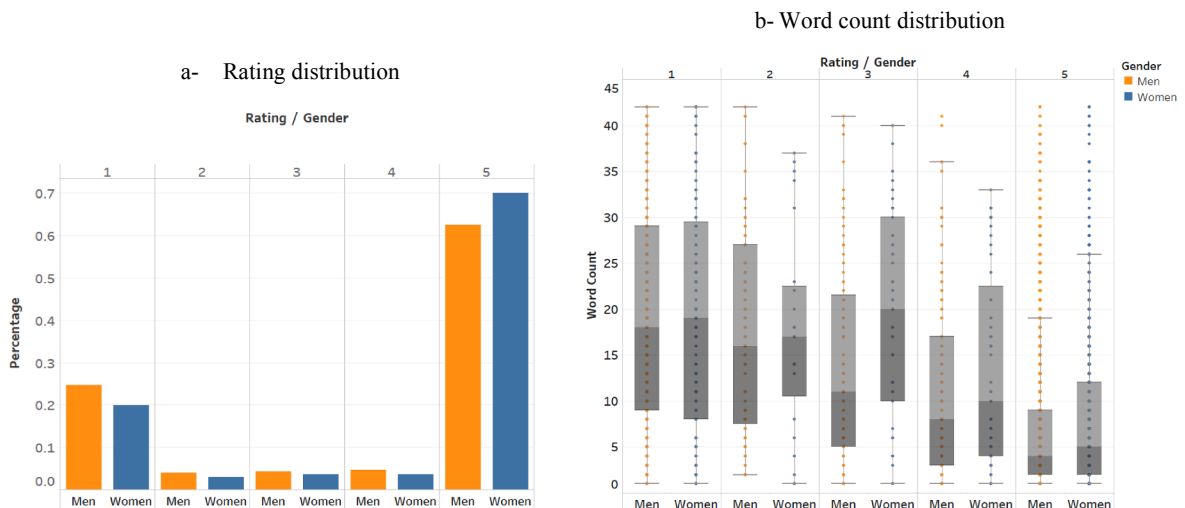 a- Rating distribution
Rating / Gender
1 2 3 4 5
Percentage
0.7
0.6
0.5
0.4
0.3
0.2
0.1
0.0
Men Women Men Women Men Women Men Women Men Women
b- Word count distribution
Rating / Gender
1 2 3 4 5
Word Count
45
40
35
30
25
20
15
10
5
0
Men Women Men Women Men Women Men Women Men Women
Gender
Men
Women